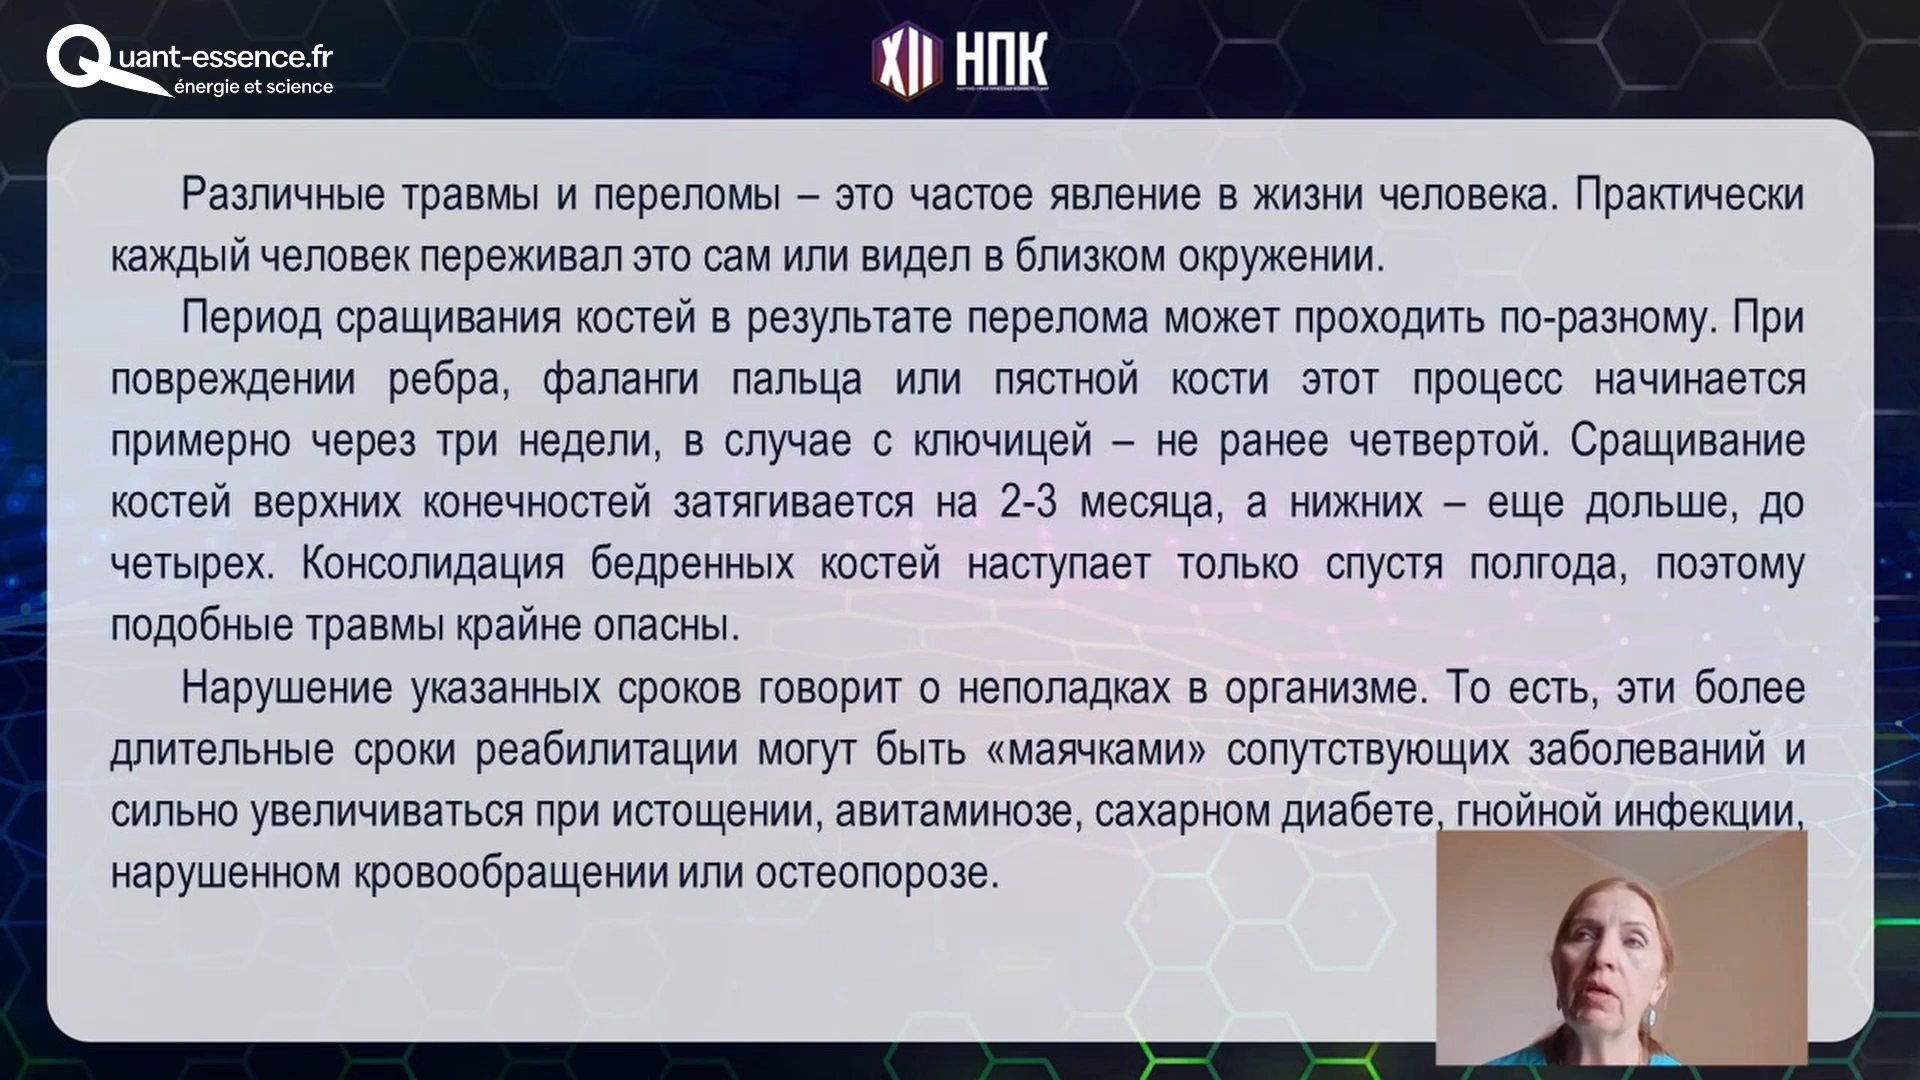 Quant-essence.fr
énergie et science
XII НПК
Различные травмы и переломы – это частое явление в жизни человека. Практически
каждый человек переживал это сам или видел в близком окружении.
Период сращивания костей в результате перелома может проходить по-разному. При
повреждении ребра, фаланги пальца или пястной кости этот процесс начинается
примерно через три недели, в случае с ключицей – не ранее четвертой. Сращивание
костей верхних конечностей затягивается на 2-3 месяца, а нижних – еще дольше, до
четырех. Консолидация бедренных костей наступает только спустя полгода, поэтому
подобные травмы крайне опасны.
Нарушение указанных сроков говорит о неполадках в организме. То есть, эти более
длительные сроки реабилитации могут быть «маячками» сопутствующих заболеваний и
сильно увеличиваться при истощении, авитаминозе, сахарном диабете, гнойной инфекции,
нарушенном кровообращении или остеопорозе.